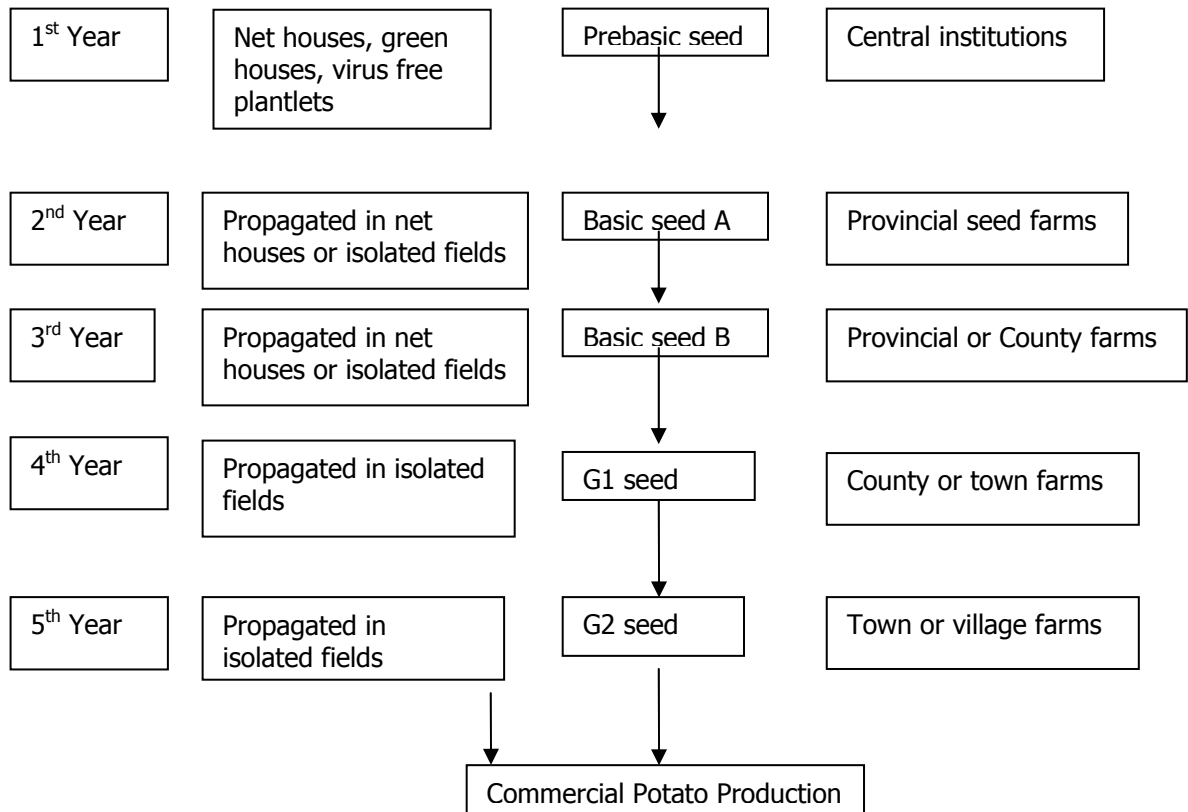 1st Year
Net houses, green
houses, virus free
plantlets
Prebasic seed
Central institutions
2nd Year
Propagated in net
houses or isolated fields
Basic seed A
Provincial seed farms
3rd Year
Propagated in net
houses or isolated fields
Basic seed B
Provincial or County farms
4th Year
Propagated in isolated
fields
G1 seed
County or town farms
5th Year
Propagated in
isolated fields
G2 seed
Town or village farms
Commercial Potato Production